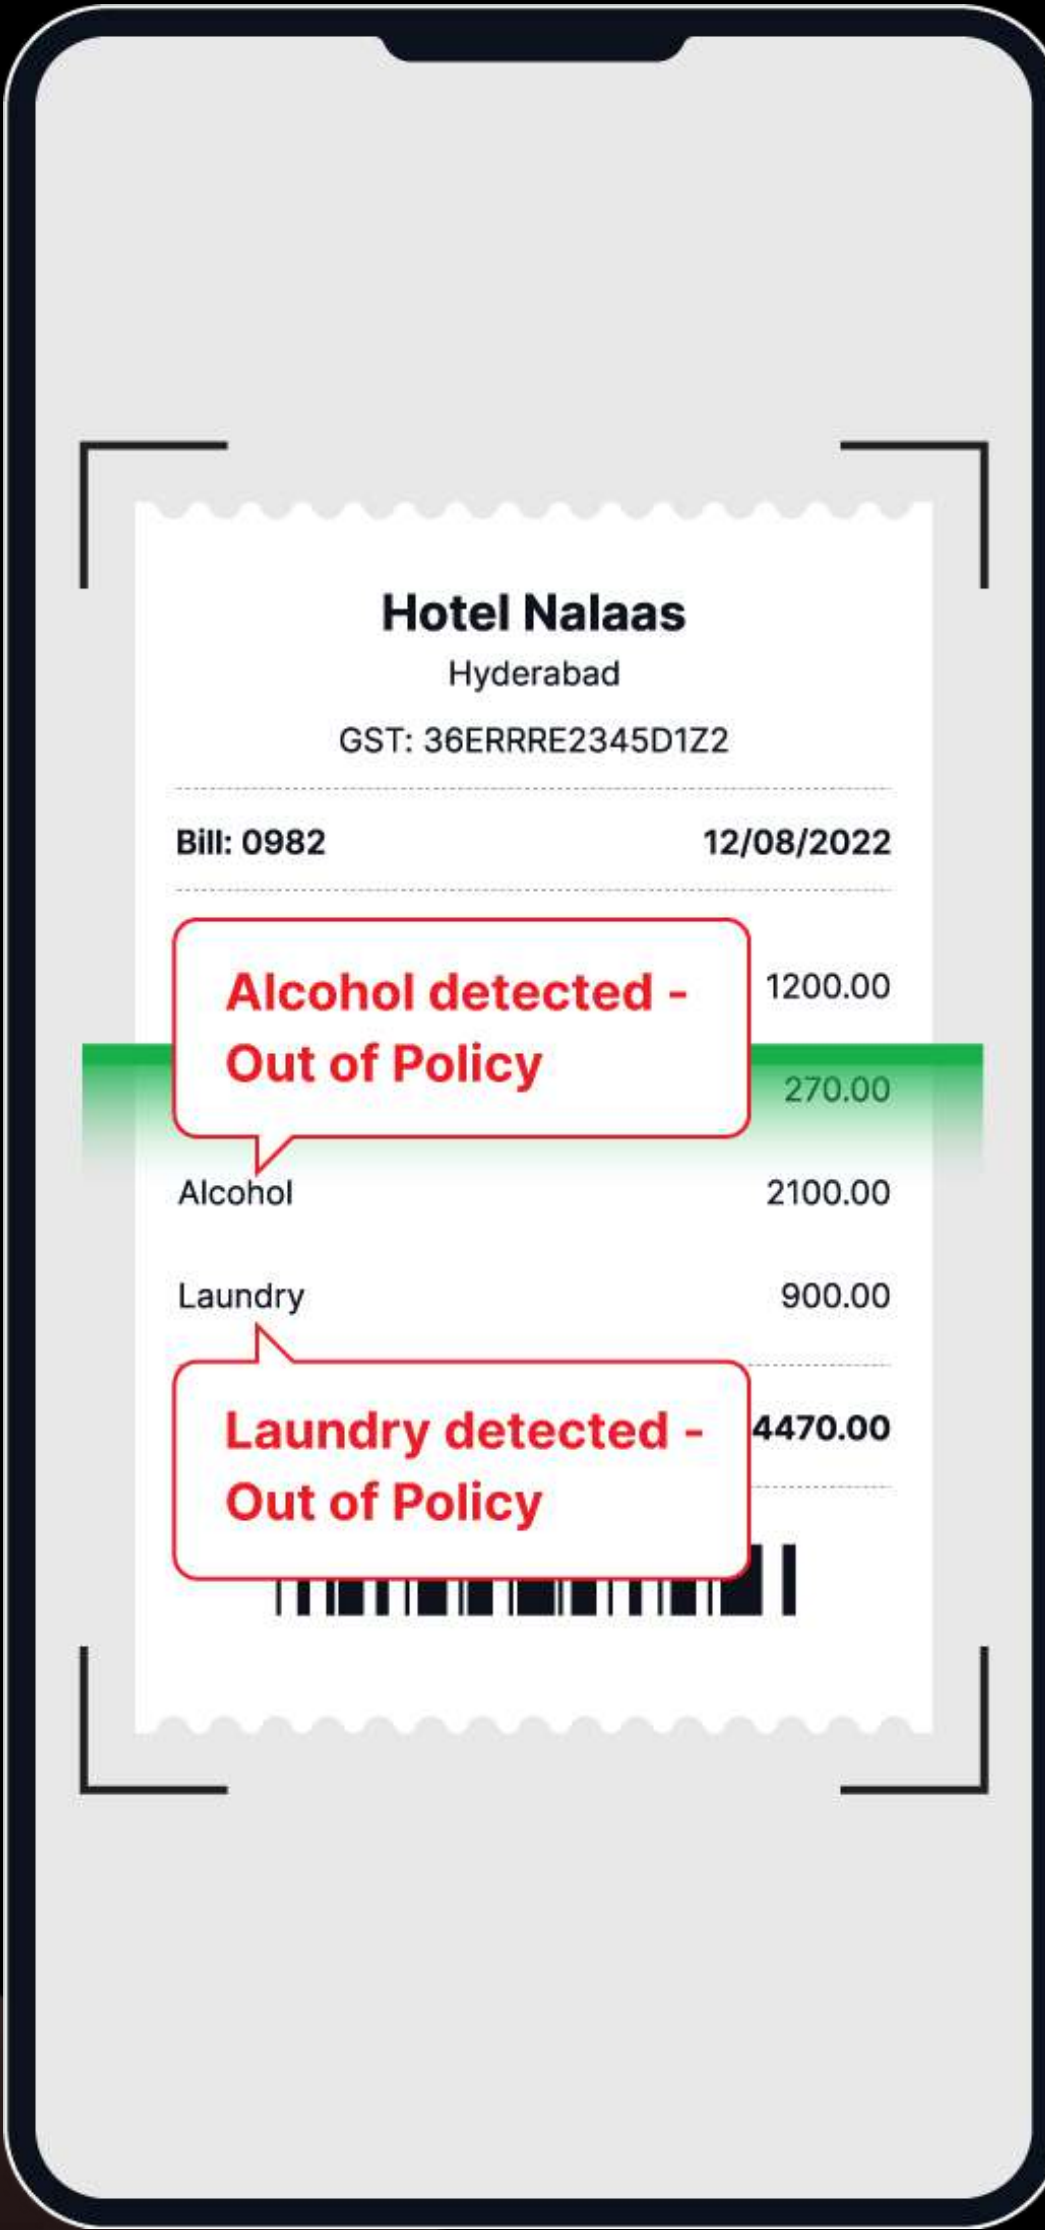 Hotel Nalaas
Hyderabad
GST: 36ERRRE2345D1Z2
Bill: 0982 12/08/2022
Alcohol detected -
Out of Policy
1200.00
270.00
Alcohol 2100.00
Laundry 900.00
Laundry detected -
Out of Policy
4470.00